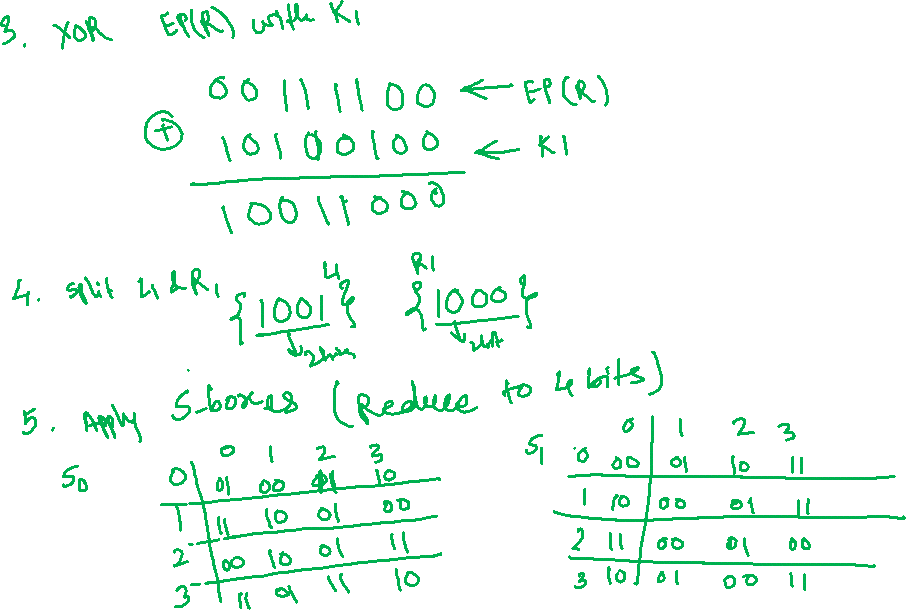 3. XOR EP(R) with K1
00111100 ← EP(R)
⊕ 10100100 ← K1
10011000
4. split L1 & R1 L1 {1001} R1 {1000}
2bit
5. Apply S-boxes (Reduce to 4 bits)
S0 0 1 2 3
0 01 00 11 10
1 11 10 01 00
2 00 10 01 11
3 11 01 11 10
S1 0 1 2 3
0 00 01 10 11
1 10 00 01 11
2 11 00 01 00
3 10 01 00 11